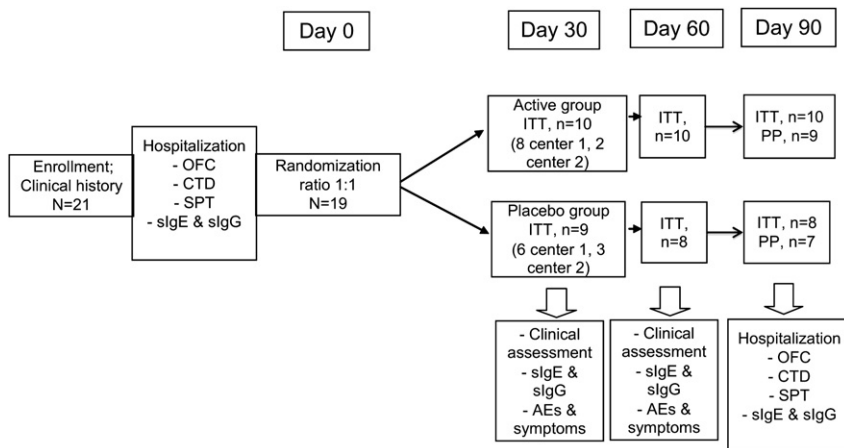 Day 0
Day 30
Day 60
Day 90
Enrollment;
Clinical history
N=21
Hospitalization
- OFC
- CTD
- SPT
- sIgE & sIgG
Randomization
ratio 1:1
N=19
Active group
ITT, n=10
(8 center 1, 2
center 2)
ITT,
n=10
ITT, n=10
PP, n=9
Placebo group
ITT, n=9
(6 center 1, 3
center 2)
ITT,
n=8
ITT, n=8
PP, n=7
- Clinical
assessment
- sIgE &
sIgG
- AEs &
symptoms
- Clinical
assessment
- sIgE &
sIgG
- AEs &
symptoms
Hospitalization
- OFC
- CTD
- SPT
- sIgE & sIgG